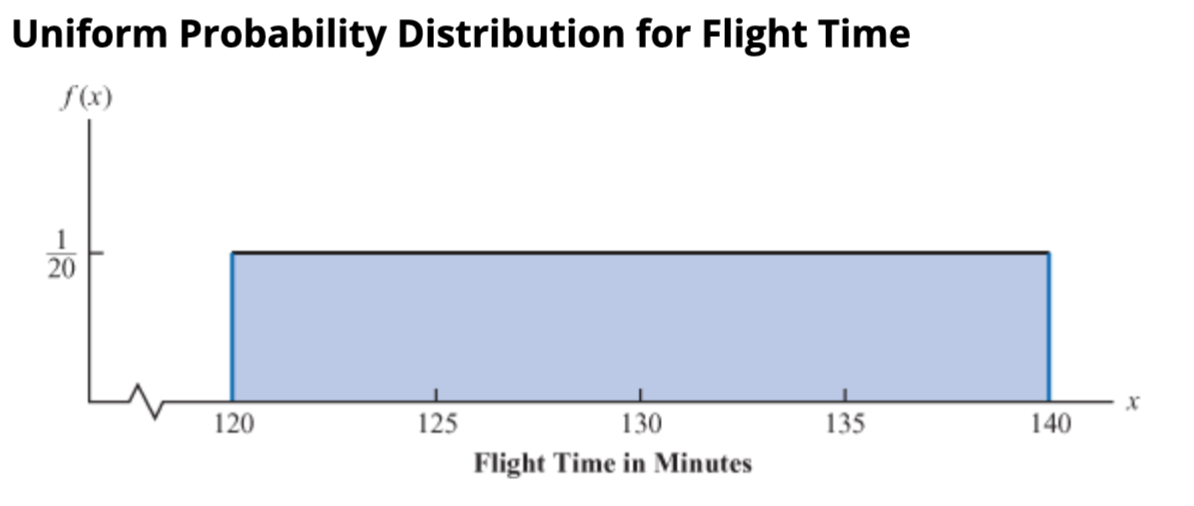 Uniform Probability Distribution for Flight Time
f(x)
1
20
120 125 130 135 140 x
Flight Time in Minutes